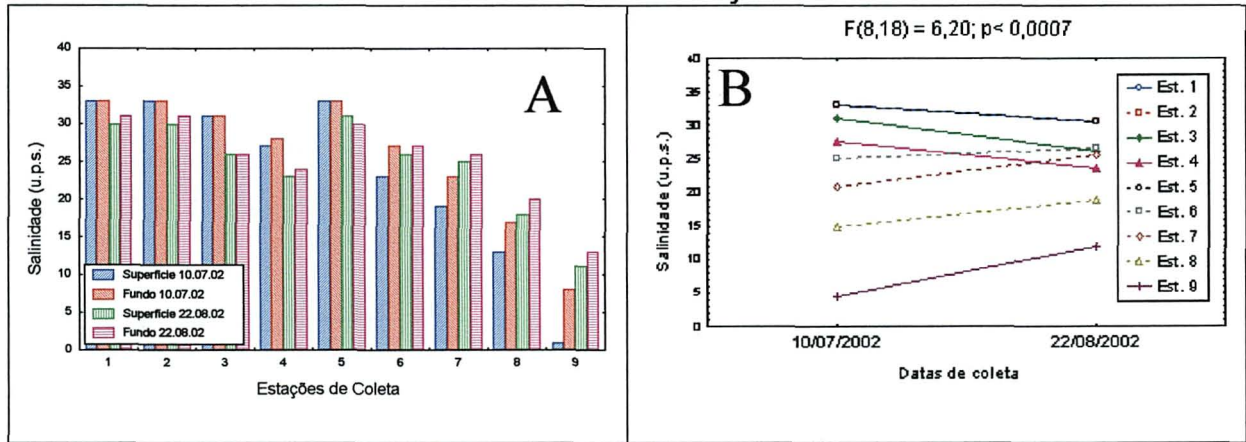 A
40
35
30
25
20
15
10
5
0
Salinidade (u.p.s.)
Superfície 10.07.02
Fundo 10.07.02
Superfície 22.08.02
Fundo 22.08.02
1 2 3 4 5 6 7 8 9
Estações de Coleta
F(8,18) = 6,20; p< 0,0007
B
40
35
30
25
20
15
10
5
0
Salinidade (u.p.s.)
Est. 1
Est. 2
Est. 3
Est. 4
Est. 5
Est. 6
Est. 7
Est. 8
Est. 9
10/07/2002 22/08/2002
Datas de coleta